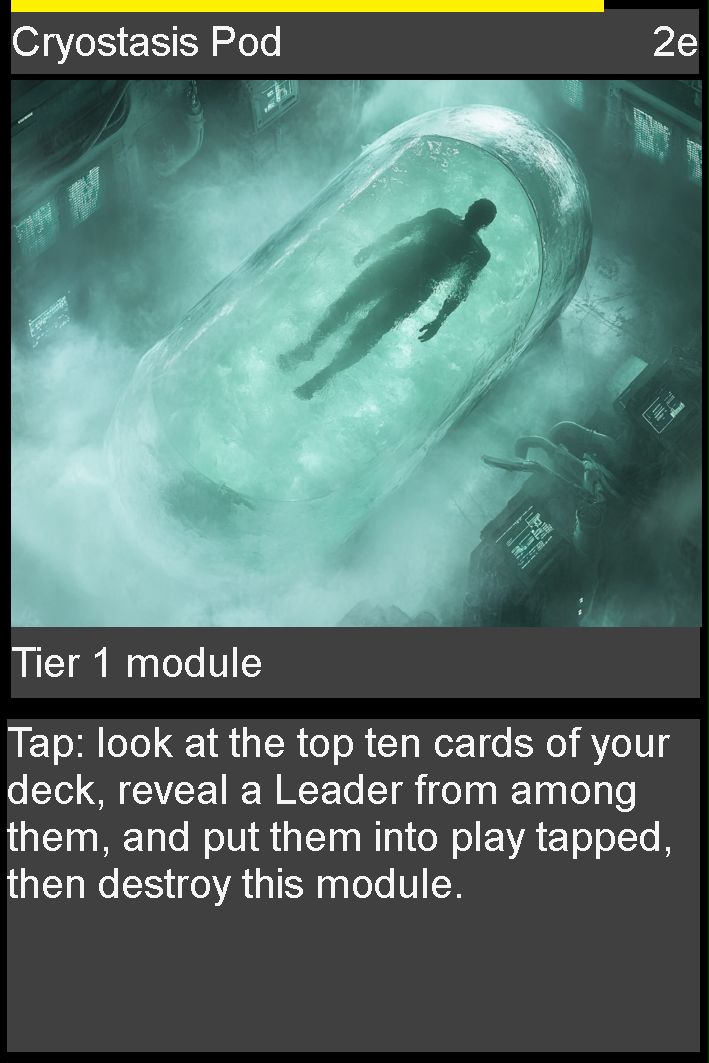 Cryostasis Pod 2e
Tier 1 module
Tap: look at the top ten cards of your
deck, reveal a Leader from among
them, and put them into play tapped,
then destroy this module.